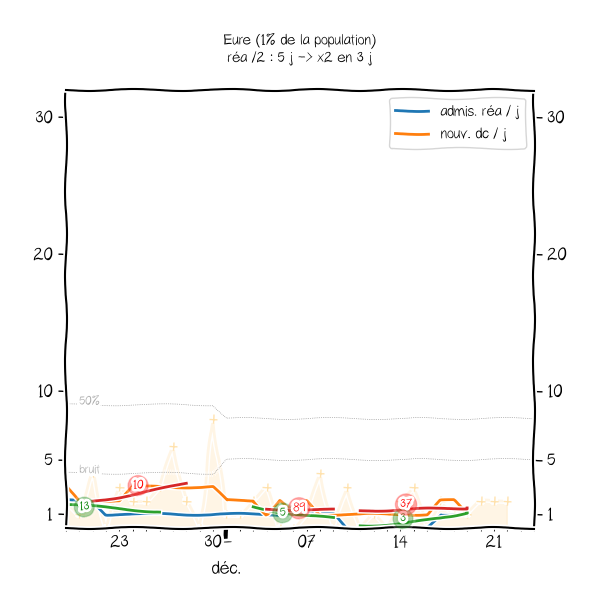 Eure (1% de la population)
réa /2 : 5 j -> x2 en 3 j
admis. réa / j
nouv. dc / j
30 30
20 20
10 10
50%
5 5
bruit
1 1
13 10 5 89 3 37
23 30 07 14 21
déc.